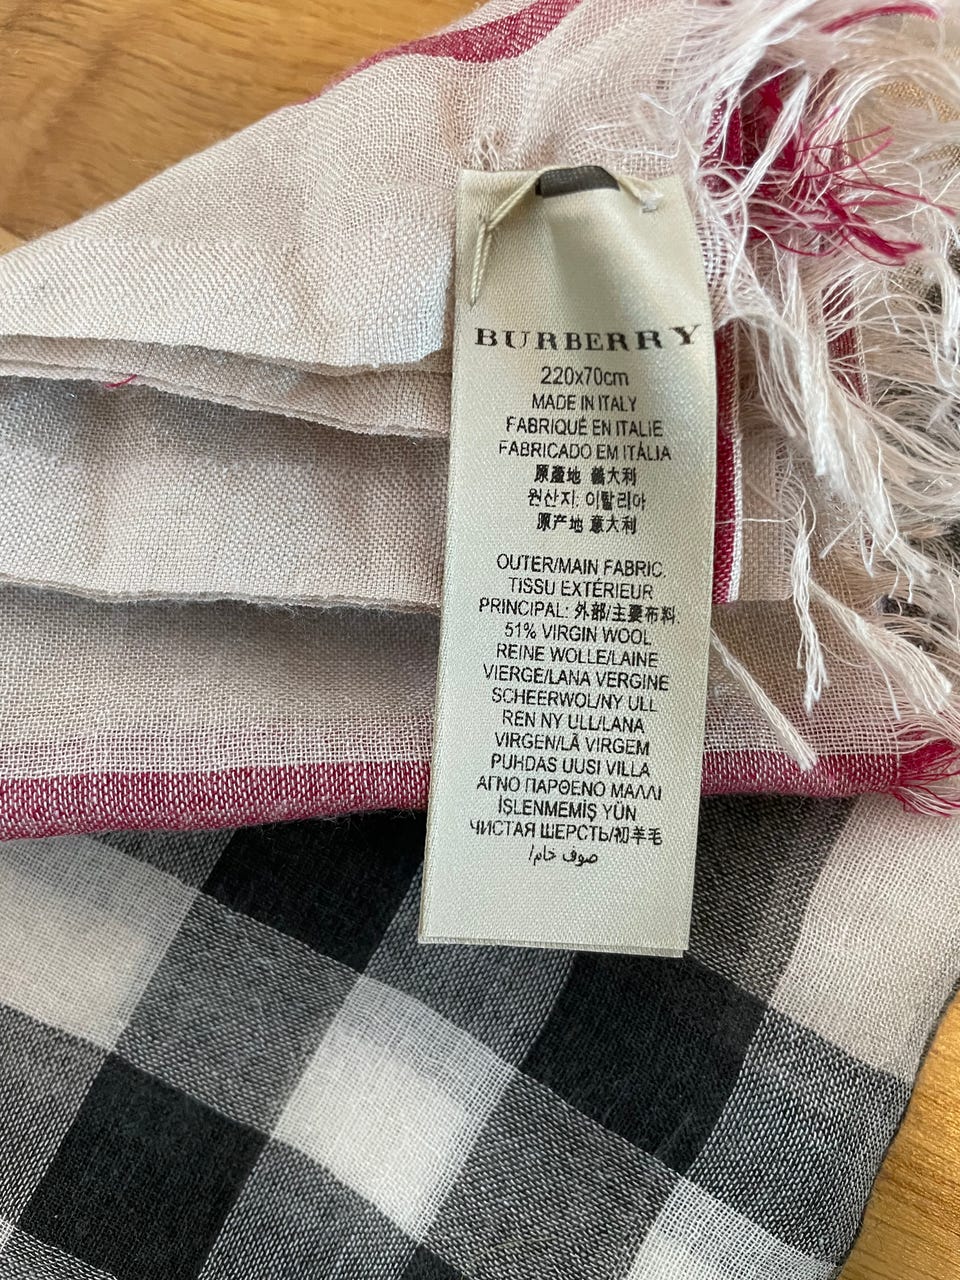 BURBERRY
220x70cm
MADE IN ITALY
FABRIQUÉ EN ITALIE
FABRICADO EM ITÁLIA
原產地 義大利
원산지: 이탈리아
原产地 意大利
OUTER/MAIN FABRIC.
TISSU EXTÉRIEUR
PRINCIPAL: 外部/主要布料
51% VIRGIN WOOL
REINE WOLLE/LAINE
VIERGE/LANA VERGINE
SCHEERWOL/NY ULL
REN NY ULL/LANA
VIRGEN/LÃ VIRGEM
PUHDAS UUSI VILLA
ΑΓΝΟ ΠΑΡΘΕΝΟ ΜΑΛΛΙ
İŞLENMEMİŞ YÜN
ЧИСТАЯ ШЕРСТЬ/初羊毛
صوف خام/